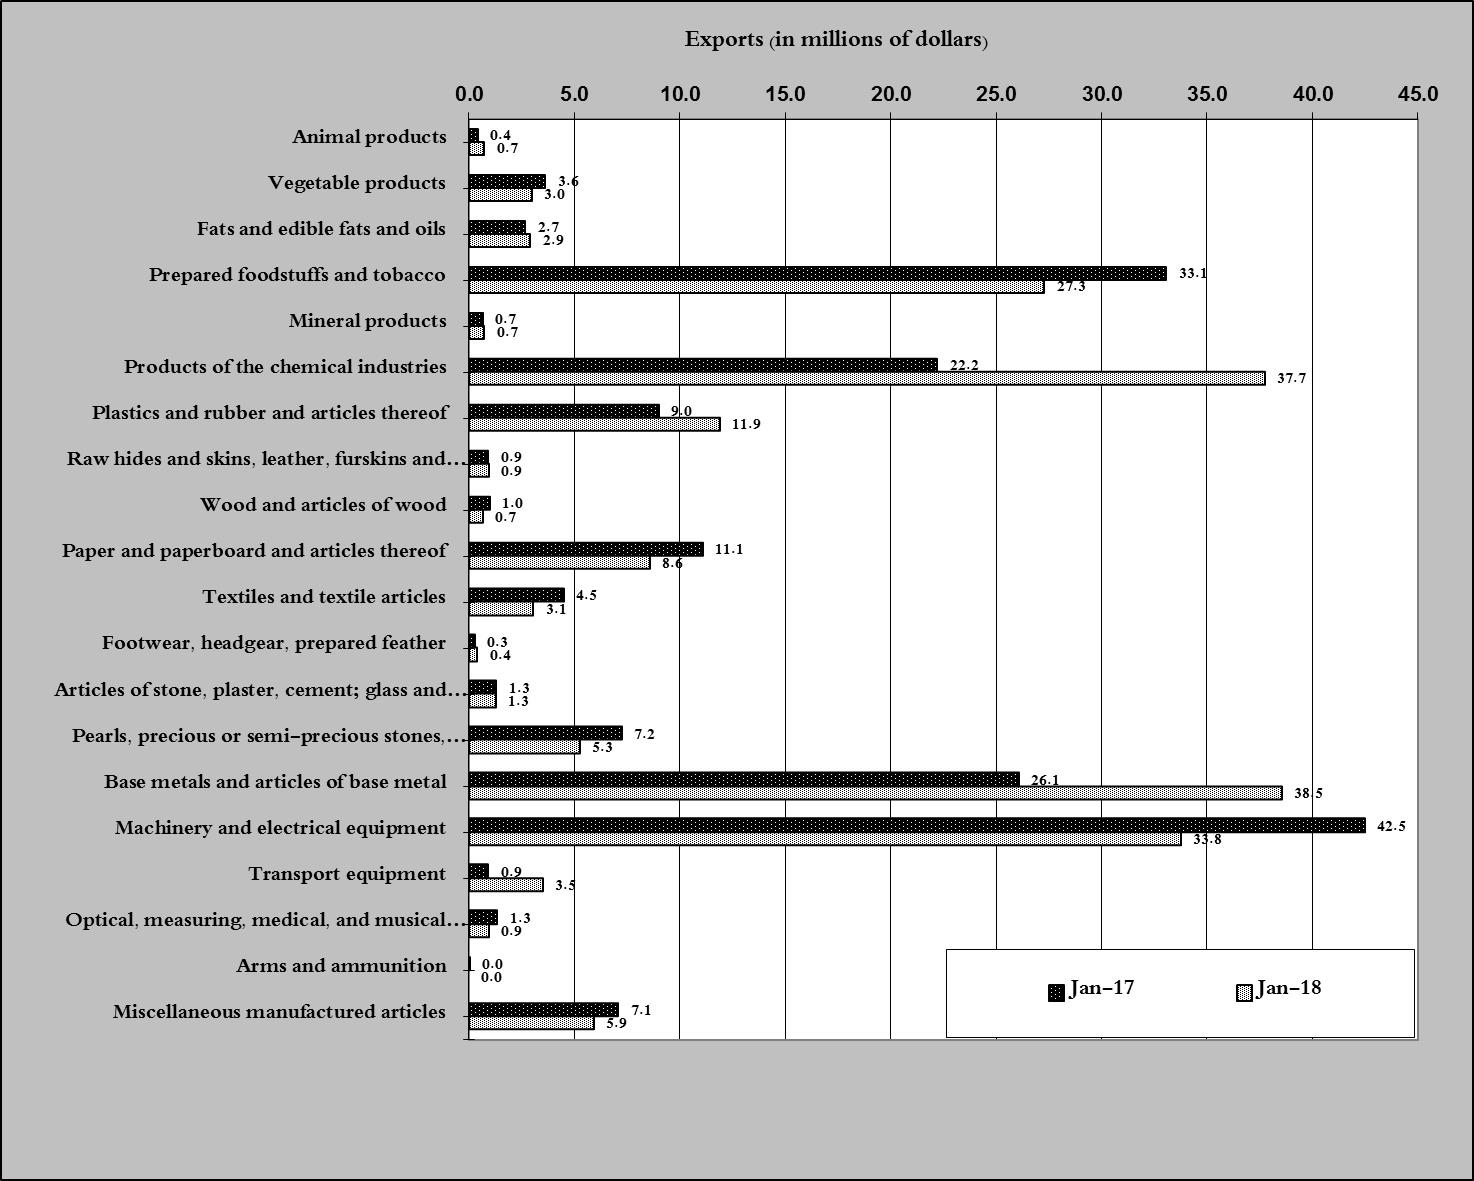 Exports (in millions of dollars)
0.0 5.0 10.0 15.0 20.0 25.0 30.0 35.0 40.0 45.0
Animal products 0.4
0.7
Vegetable products 3.6
3.0
Fats and edible fats and oils 2.7
2.9
Prepared foodstuffs and tobacco 33.1
27.3
Mineral products 0.7
0.7
Products of the chemical industries 22.2
37.7
Plastics and rubber and articles thereof 9.0
11.9
Raw hides and skins, leather, furskins and... 0.9
0.9
Wood and articles of wood 1.0
0.7
Paper and paperboard and articles thereof 11.1
8.6
Textiles and textile articles 4.5
3.1
Footwear, headgear, prepared feather 0.3
0.4
Articles of stone, plaster, cement; glass and... 1.3
1.3
Pearls, precious or semi-precious stones,... 7.2
5.3
Base metals and articles of base metal 26.1
38.5
Machinery and electrical equipment 42.5
33.8
Transport equipment 0.9
3.5
Optical, measuring, medical, and musical... 1.3
0.9
Arms and ammunition 0.0
0.0
Jan-17 Jan-18
Miscellaneous manufactured articles 7.1
5.9